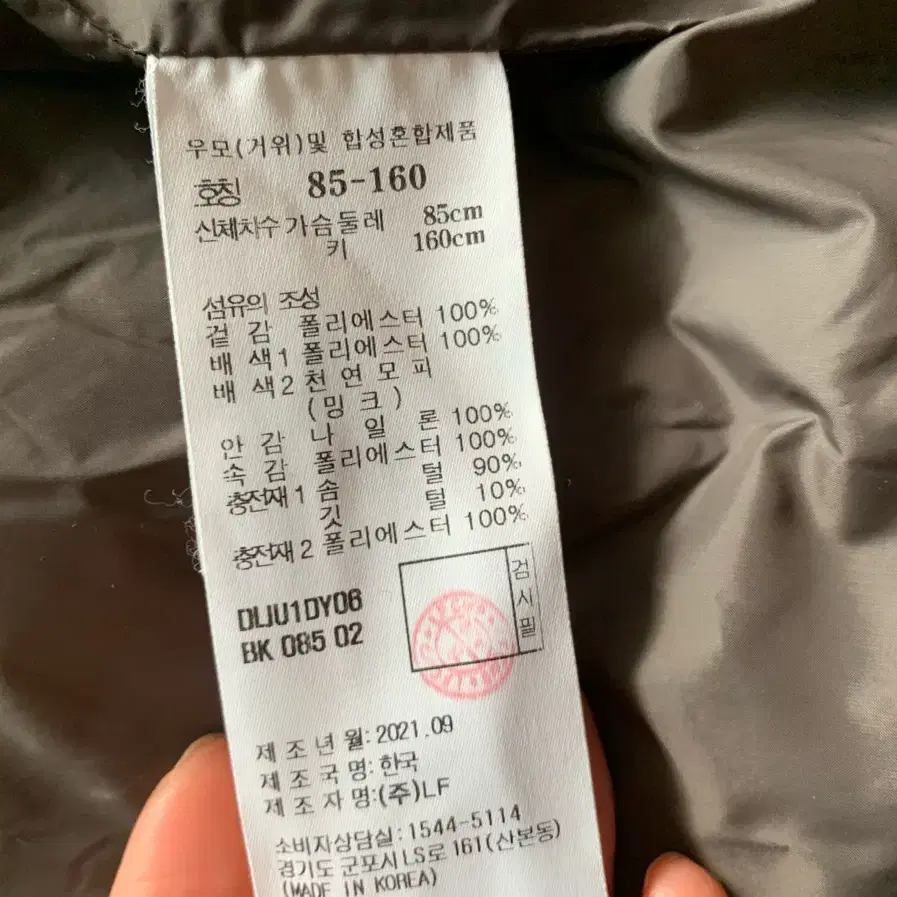 우모(거위)및 합성혼합제품
호칭 85-160
신체치수 가슴둘레 85cm
키 160cm
섬유의 조성
겉 감 폴리에스터 100%
배 색1 폴리에스터 100%
배 색2 천 연 모 피
(밍 크)
안 감 나 일 론 100%
속 감 폴리에스터 100%
충전재 1 솜 털 90%
깃 털 10%
충전재 2 폴리에스터 100%
DLJU1DY06
BK 085 02
검시필
제 조 년 월: 2021.09
제 조 국 명: 한국
제 조 자 명:(주)LF
소비자상담실:1544-5114
경기도 군포시LS로 161(산본동)
(MADE IN KOREA)